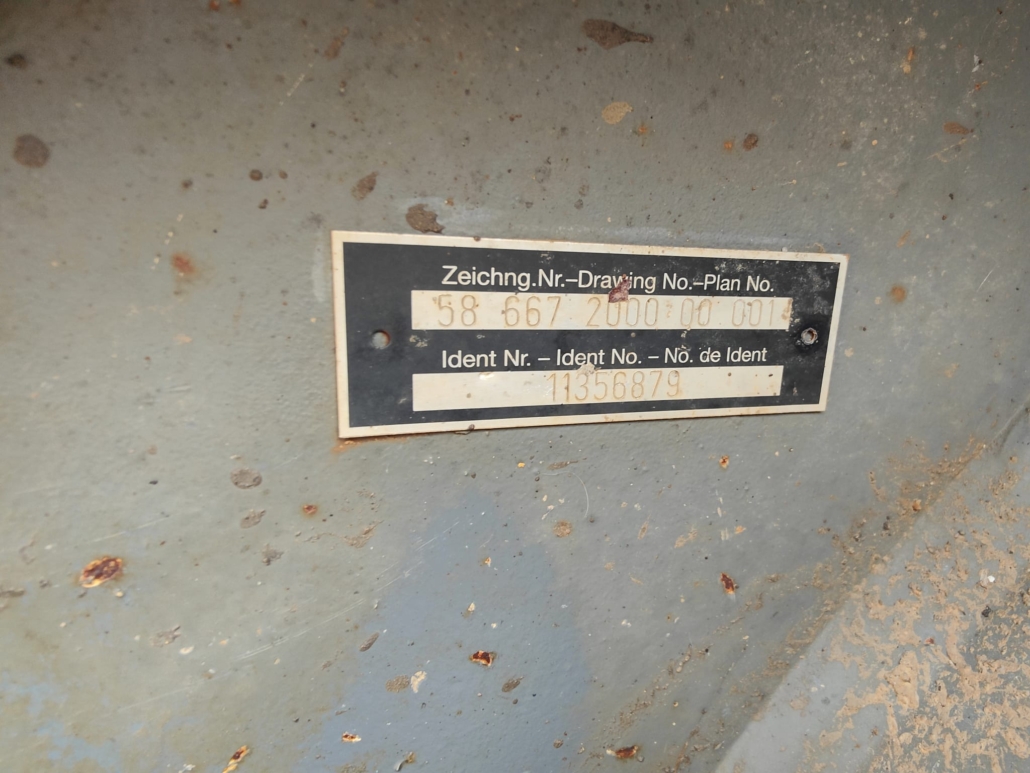 Zeichng.Nr.–Drawing No.–Plan No.
58 667 2000 00 001
Ident Nr. – Ident No. – No. de Ident
11356879